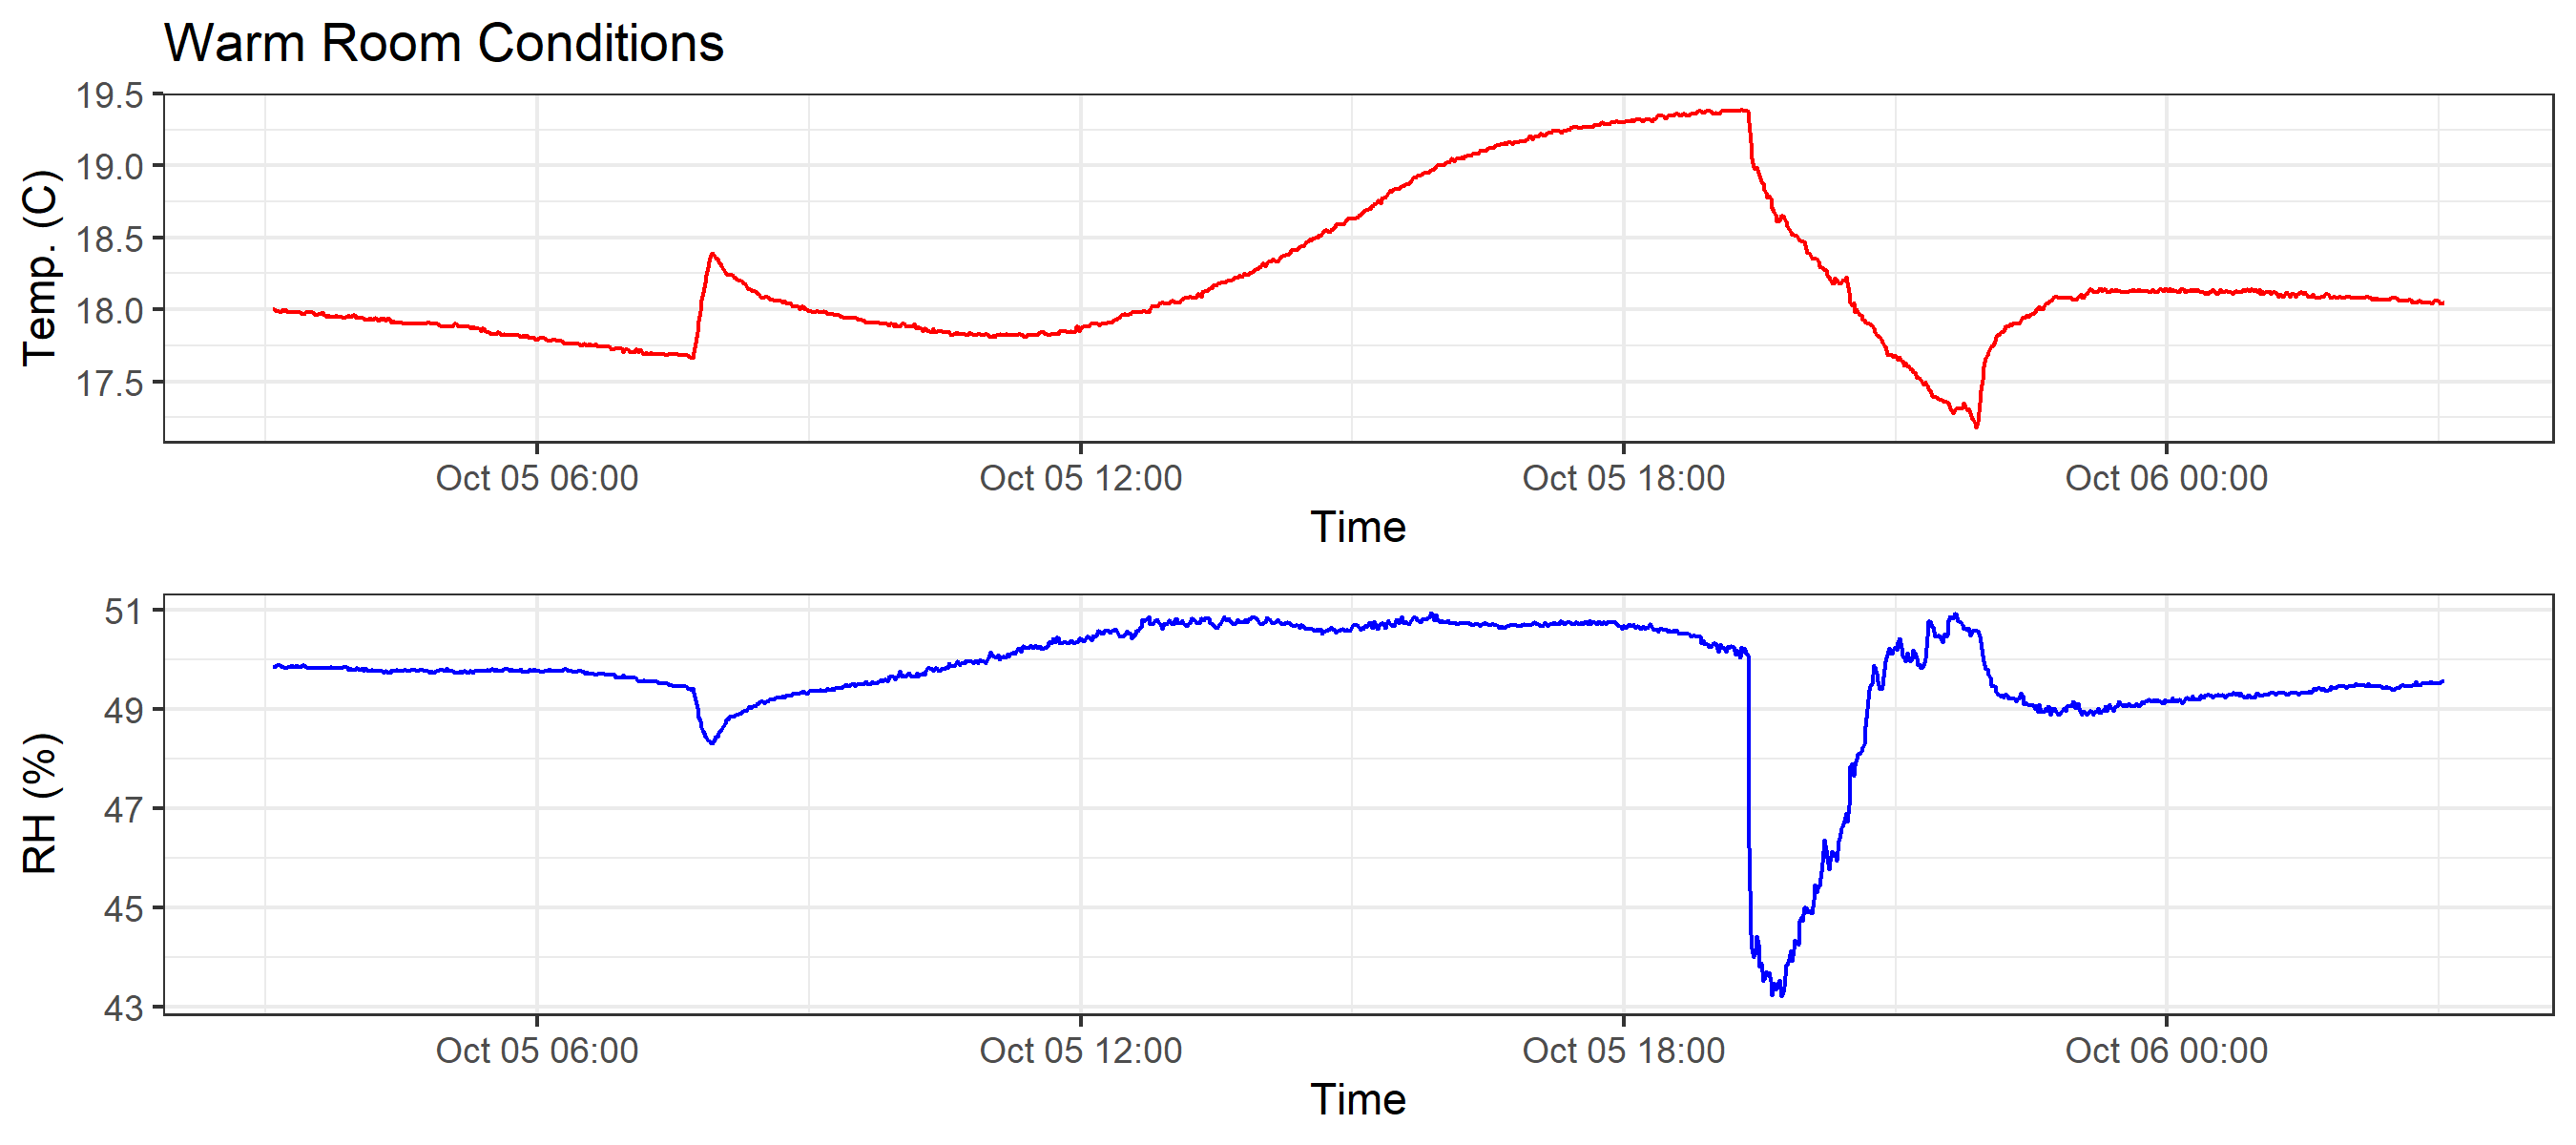 Warm Room Conditions
Temp. (C)
19.5
19.0
18.5
18.0
17.5
Oct 05 06:00 Oct 05 12:00 Oct 05 18:00 Oct 06 00:00
Time
RH (%)
51
49
47
45
43
Oct 05 06:00 Oct 05 12:00 Oct 05 18:00 Oct 06 00:00
Time